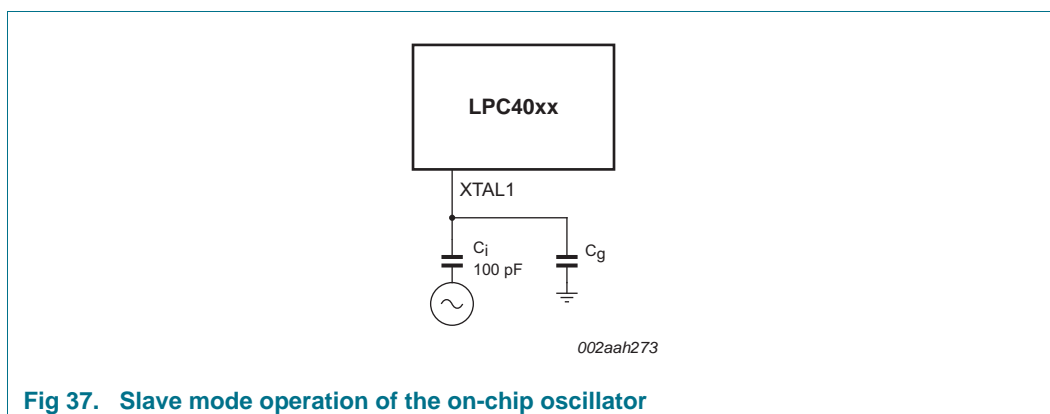 LPC40xx
XTAL1
Ci
100 pF
Cg
002aah273
Fig 37. Slave mode operation of the on-chip oscillator